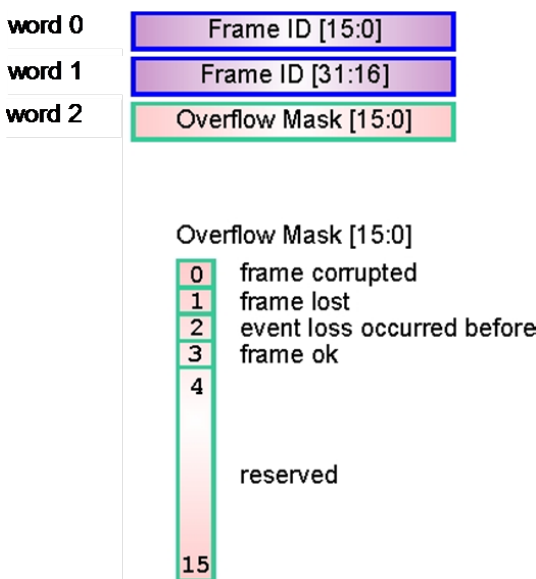 word 0 Frame ID [15:0]
word 1 Frame ID [31:16]
word 2 Overflow Mask [15:0]
Overflow Mask [15:0]
0 frame corrupted
1 frame lost
2 event loss occurred before
3 frame ok
4
reserved
15